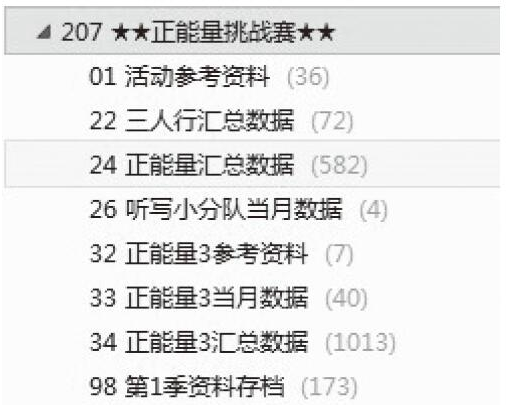 207 ★★正能量挑战赛★★
01 活动参考资料 (36)
22 三人行汇总数据 (72)
24 正能量汇总数据 (582)
26 听写小分队当月数据 (4)
32 正能量3参考资料 (7)
33 正能量3当月数据 (40)
34 正能量3汇总数据 (1013)
98 第1季资料存档 (173)